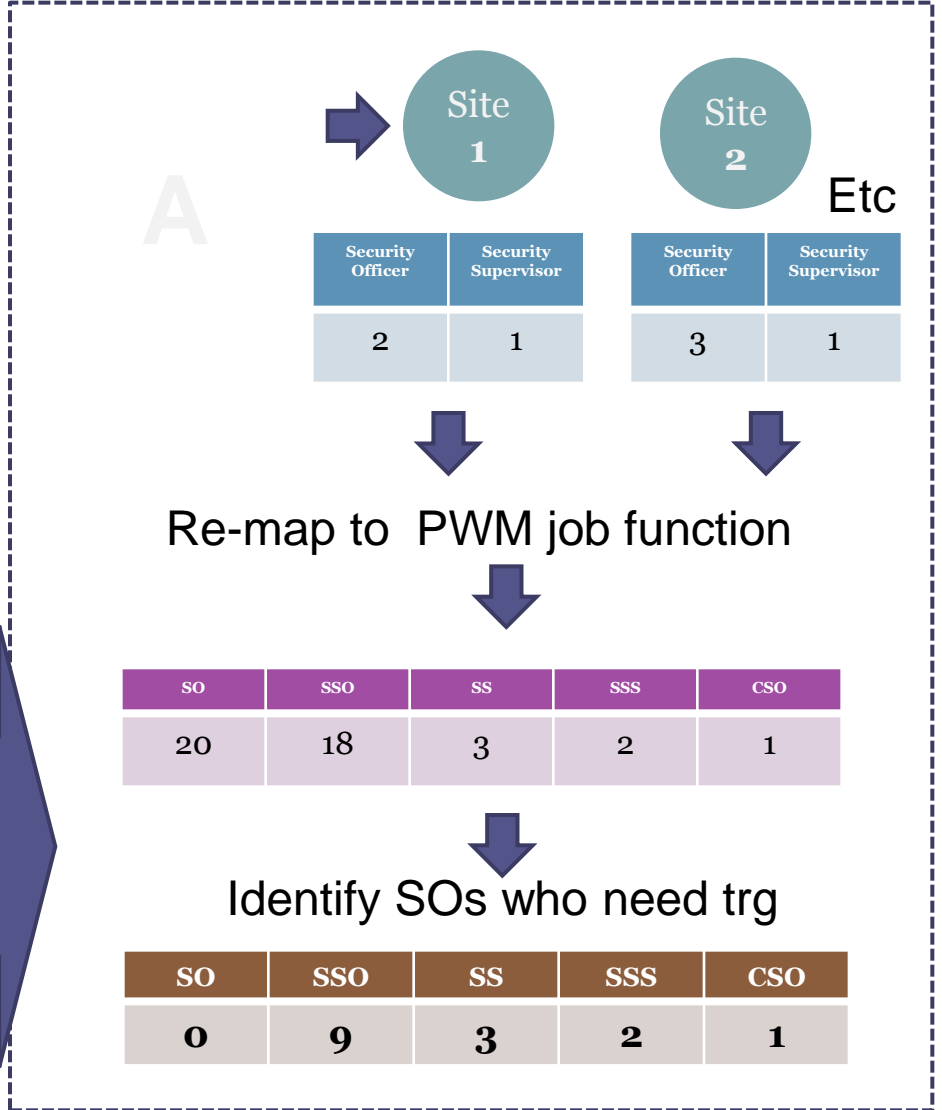 Site
1
Site
2
Etc
A
Security
Officer
Security
Supervisor
2
1
Security
Officer
Security
Supervisor
3
1
Re-map to  PWM job function
SO SSO SS SSS CSO
20 18 3 2 1
Identify SOs who need trg
SO SSO SS SSS CSO
0 9 3 2 1